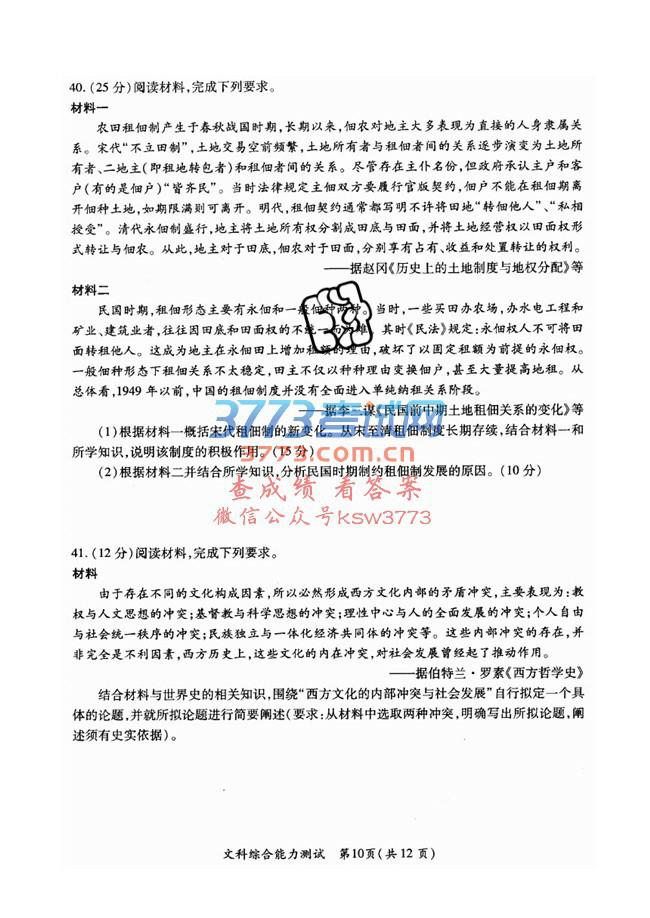 40.(25分)阅读材料,完成下列要求。
材料一
农田租佃制产生于春秋战国时期,长期以来,佃农对地主大多表现为直接的人身隶属关
系。宋代“不立田制”,土地交易空前频繁,土地所有者与租佃者间的关系逐步演变为土地所
有者、二地主(即租地转包者)和租佃者间的关系。尽管存在主仆名份,但政府承认主户和客
户(有的是佃户)“皆齐民”。当时法律规定主佃双方要履行官版契约,佃户不能在租佃期离
开佃种土地,如期限满则可离开。明代,租佃契约通常都写明不许将田地“转佃他人”、“私相
授受”。清代永佃制盛行,地主将土地所有权分割成田底与田面,并将土地经营权以田面权形
式转让与佃农。从此,地主对于田底,佃农对于田面,分别享有占有、收益和处置转让的权利。
——据赵冈《历史上的土地制度与地权分配》等
材料二
民国时期,租佃形态主要有永佃和一般佃种两种。当时,一些买田办农场,办水电工程和
矿业、建筑业者,往往因田底和田面权的不统一而为难。其时《民法》规定:永佃权人不可将田
面转租他人。这成为地主在永佃田上增加租额的理由,破坏了以固定租额为前提的永佃权。
一般佃种形态下租佃关系不太稳定,田主不仅以种种理由变换佃户,甚至大量提高地租。从
总体看,1949年以前,中国的租佃制度并没有全面进入单纯纳租关系阶段。
——据李三谋《民国前中期土地租佃关系的变化》等
(1)根据材料一概括宋代租佃制的新变化。从宋至清租佃制度长期存续,结合材料一和
所学知识,说明该制度的积极作用。(15分)
(2)根据材料二并结合所学知识,分析民国时期制约租佃制发展的原因。(10分)
3773考试网
www.3773.com.cn
查成绩 看答案
微信公众号ksw3773
41.(12分)阅读材料,完成下列要求。
材料
由于存在不同的文化构成因素,所以必然形成西方文化内部的矛盾冲突,主要表现为:教
权与人文思想的冲突;基督教与科学思想的冲突;理性中心与人的全面发展的冲突;个人自由
与社会统一秩序的冲突;民族独立与一体化经济共同体的冲突等。这些内部冲突的存在,并
非完全是不利因素,西方历史上,这些文化的内在冲突,对社会发展曾经起了推动作用。
——据伯特兰·罗素《西方哲学史》
结合材料与世界史的相关知识,围绕“西方文化的内部冲突与社会发展”自行拟定一个具
体的论题,并就所拟论题进行简要阐述(要求:从材料中选取两种冲突,明确写出所拟论题,阐
述须有史实依据)。
文科综合能力测试 第10页(共12页)